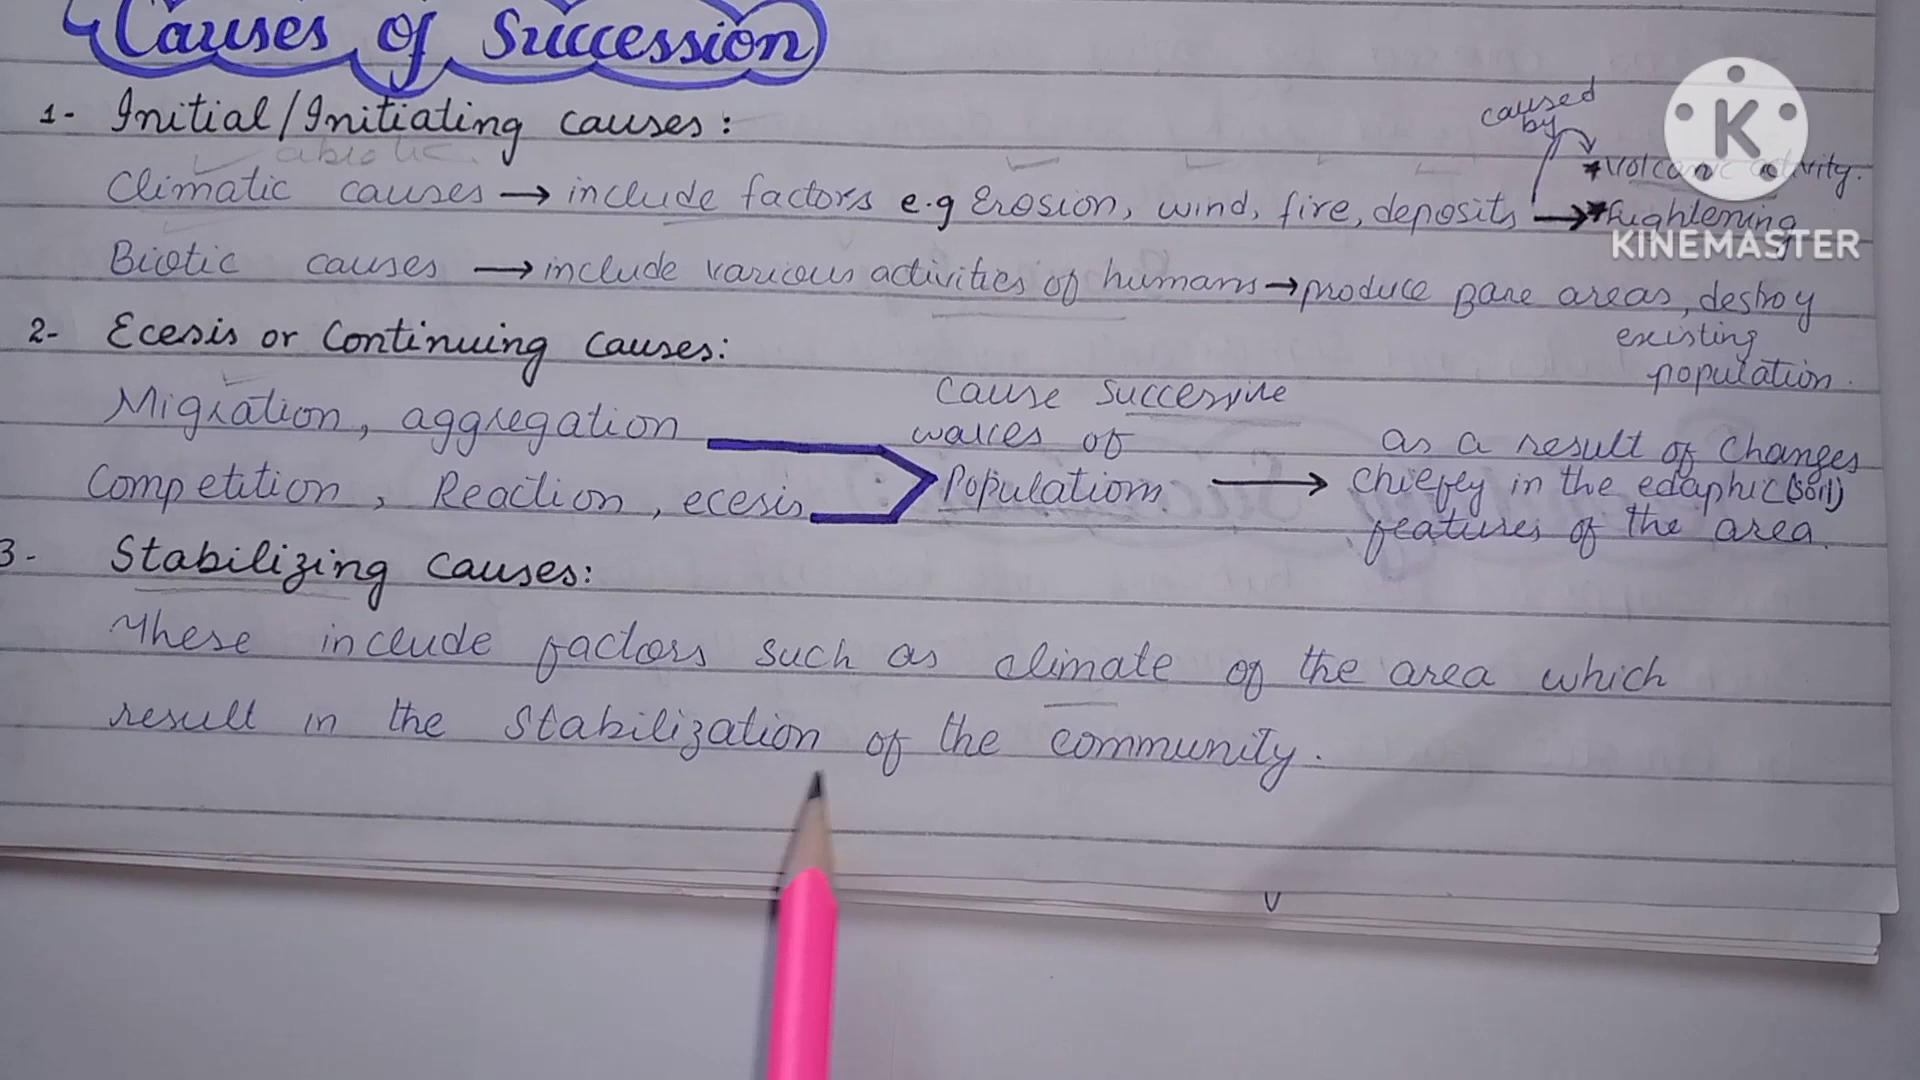 Causes of Succession
1- Initial/Initiating causes:
abiotic.
Climatic causes → include factors e.g Erosion, wind, fire, deposits →
caused
by
*volcanic activity.
KINEMASTER
Biotic causes → include various activities of humans → produce Bare areas, destroy
existing
population.
2- Ecesis or Continuing causes:
Migration, aggregation
Competition, Reaction, ecesis
Cause Successive
waves of
Populations →
as a result of changes
chiefly in the edaphic (soil)
features of the area.
3- Stabilizing causes:
These include factors such as climate of the area which
result in the stabilization of the community.